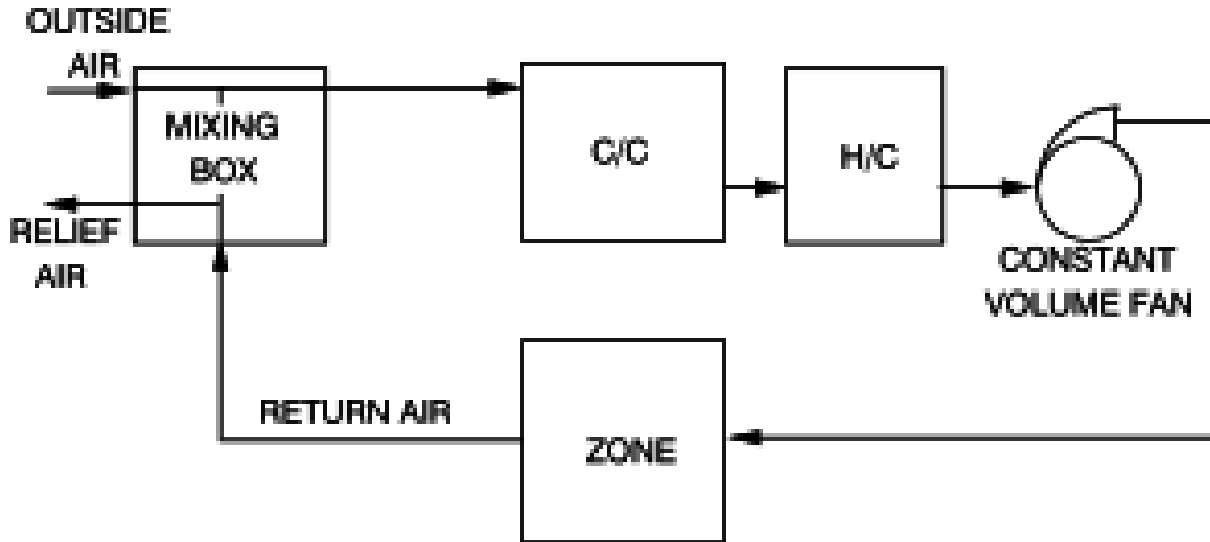 OUTSIDE
AIR
MIXING
BOX
C/C
H/C
RELIEF
AIR
CONSTANT
VOLUME FAN
RETURN AIR
ZONE